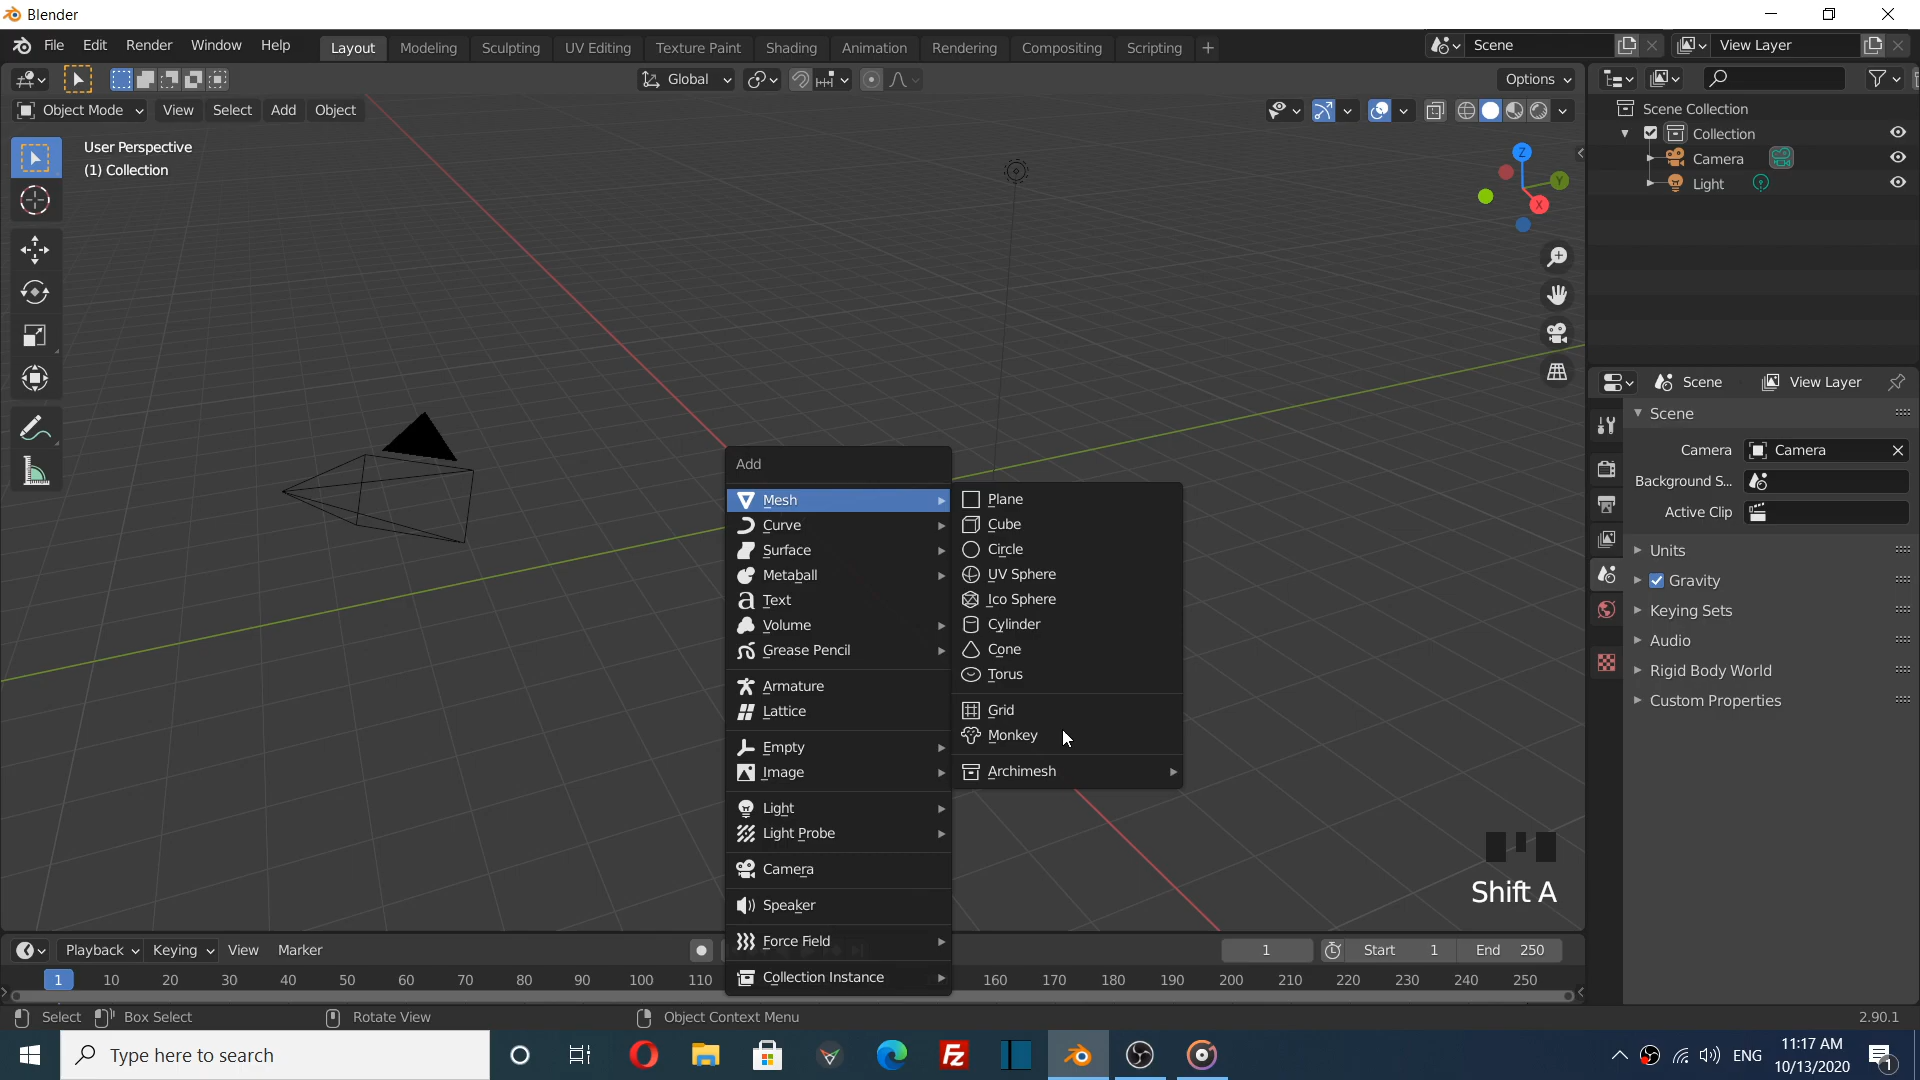 Blender
File Edit Render Window Help Layout Modeling Sculpting UV Editing Texture Paint Shading Animation Rendering Compositing Scripting + Scene View Layer
Global Options
Object Mode View Select Add Object
User Perspective
(1) Collection
Z
Y
X
Scene Collection
Collection
Camera
Light
Scene View Layer
Scene
Camera Camera
Background S...
Active Clip
Units
Gravity
Keying Sets
Audio
Rigid Body World
Custom Properties
Add
Mesh
Curve
Surface
Metaball
Text
Volume
Grease Pencil
Armature
Lattice
Empty
Image
Light
Light Probe
Camera
Speaker
Force Field
Collection Instance
Plane
Cube
Circle
UV Sphere
Ico Sphere
Cylinder
Cone
Torus
Grid
Monkey
Archimesh
Shift A
Playback Keying View Marker 1 Start 1 End 250
1 10 20 30 40 50 60 70 80 90 100 110 160 170 180 190 200 210 220 230 240 250
Select Box Select Rotate View Object Context Menu 2.90.1
Type here to search
ENG
11:17 AM
10/13/2020
1